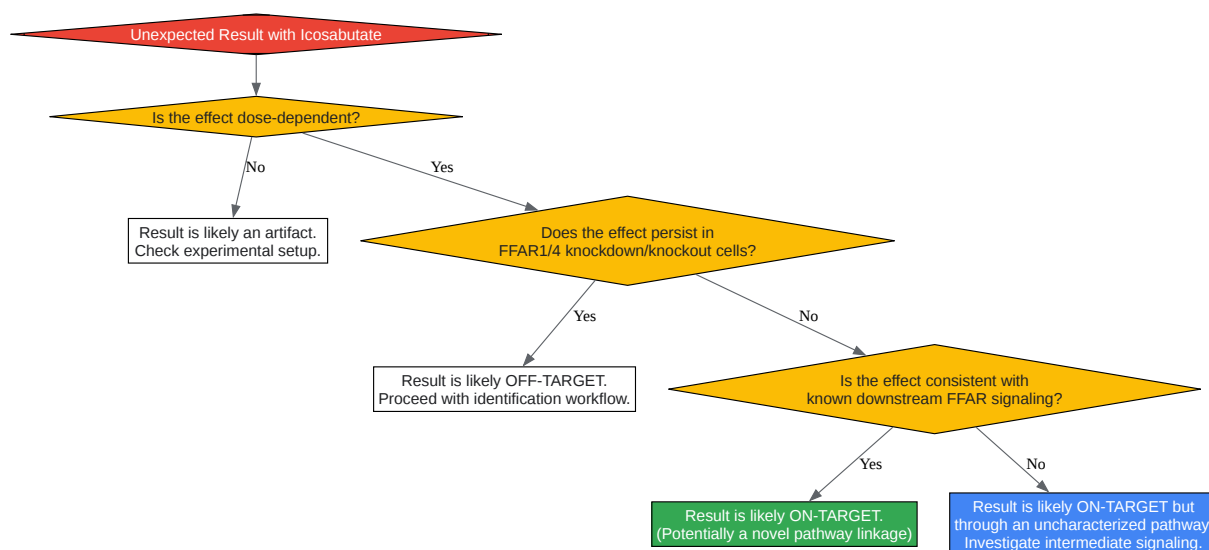 Unexpected Result with Icosabutate
Is the effect dose-dependent?
No
Yes
Result is likely an artifact.
Check experimental setup.
Does the effect persist in
FFAR1/4 knockdown/knockout cells?
Yes
No
Result is likely OFF-TARGET.
Proceed with identification workflow.
Is the effect consistent with
known downstream FFAR signaling?
Yes
No
Result is likely ON-TARGET.
(Potentially a novel pathway linkage)
Result is likely ON-TARGET but
through an uncharacterized pathway
Investigate intermediate signaling.